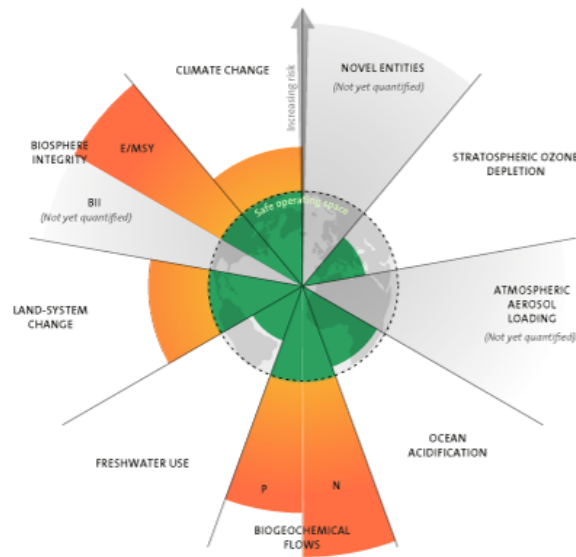 CLIMATE CHANGE
Increasing risk
NOVEL ENTITIES
(Not yet quantified)
STRATOSPHERIC OZONE
DEPLETION
BIOSPHERE
INTEGRITY
E/MSY
BII
(Not yet quantified)
Safe operating space
ATMOSPHERIC
AEROSOL
LOADING
(Not yet quantified)
LAND-SYSTEM
CHANGE
OCEAN
ACIDIFICATION
FRESHWATER USE
P
N
BIOGEOCHEMICAL
FLOWS